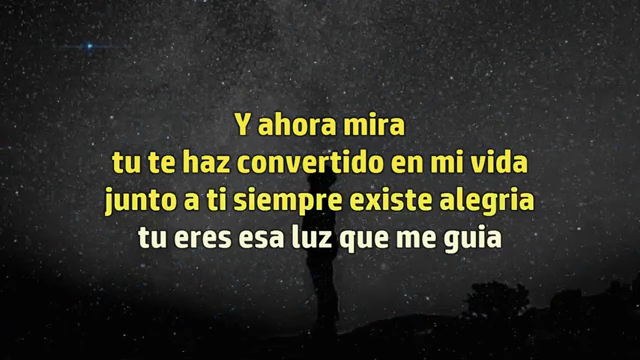 Y ahora mira
tu te haz convertido en mi vida
junto a ti siempre existe alegria
tu eres esa luz que me guia